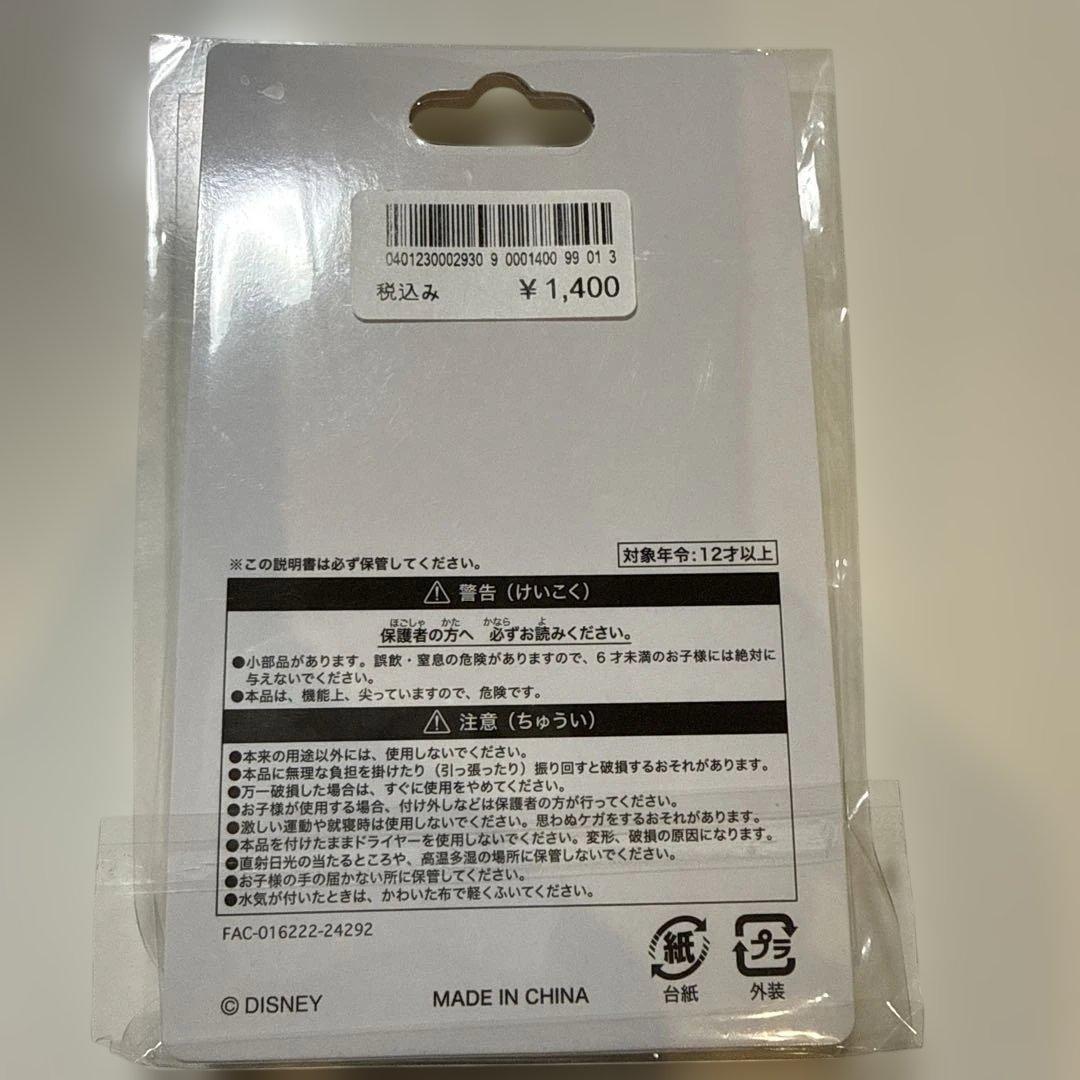 0401230002930 9 0001400 99 01 3
税込み ¥1,400
※この説明書は必ず保管してください。
対象年令:12才以上
⚠ 警告（けいこく）
ほごしゃ かた かなら よ
保護者の方へ 必ずお読みください。
●小部品があります。誤飲・窒息の危険がありますので、6才未満のお子様には絶対に
与えないでください。
●本品は、機能上、尖っていますので、危険です。
⚠ 注意（ちゅうい）
●本来の用途以外には、使用しないでください。
●本品に無理な負担を掛けたり（引っ張ったり）振り回すと破損するおそれがあります。
●万一破損した場合は、すぐに使用をやめてください。
●お子様が使用する場合、付け外しなどは保護者の方が行ってください。
●激しい運動や就寝時は使用しないでください。思わぬケガをするおそれがあります。
●本品を付けたままドライヤーを使用しないでください。変形、破損の原因になります。
●直射日光の当たるところや、高温多湿の場所に保管しないでください。
●お子様の手の届かない所に保管してください。
●水気が付いたときは、かわいた布で軽くふいてください。
FAC-016222-24292
紙
台紙
プラ
外装
© DISNEY
MADE IN CHINA